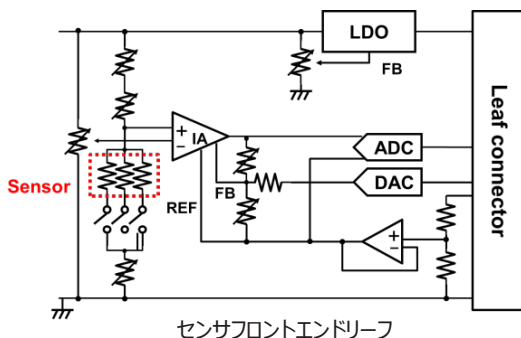 LDO
FB
+
−
IA
ADC
Sensor
FB
DAC
REF
+
−
Leaf connector
センサフロントエンドリーフ